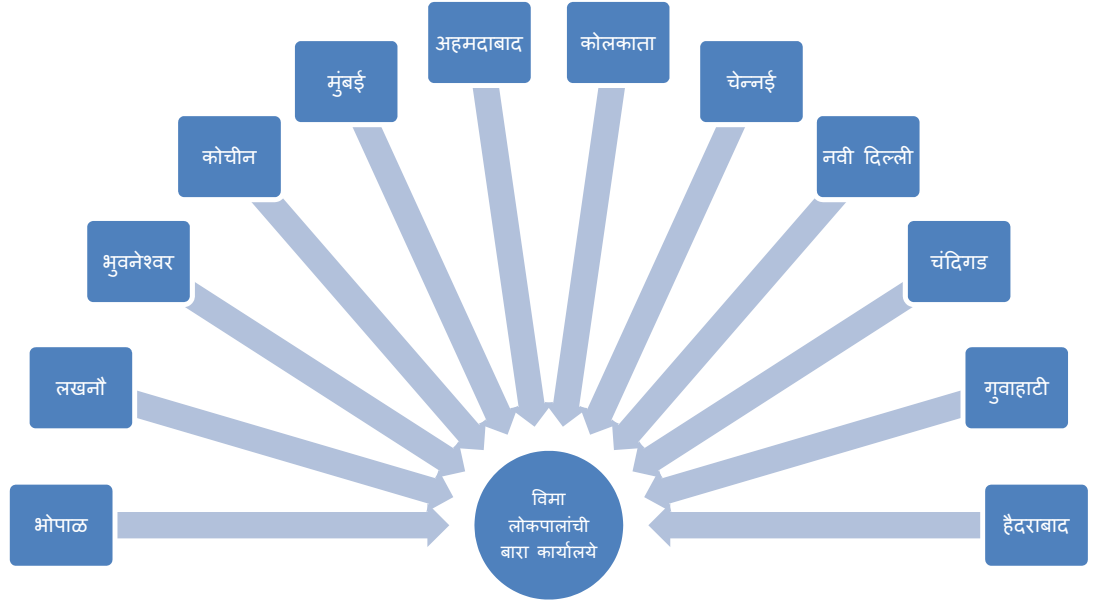 अहमदाबाद
कोलकाता
मुंबई
चेन्नई
कोचीन
नवी दिल्ली
भुवनेश्वर
चंदिगड
लखनौ
गुवाहाटी
भोपाळ
विमा
लोकपालांची
बारा कार्यालये
हैदराबाद